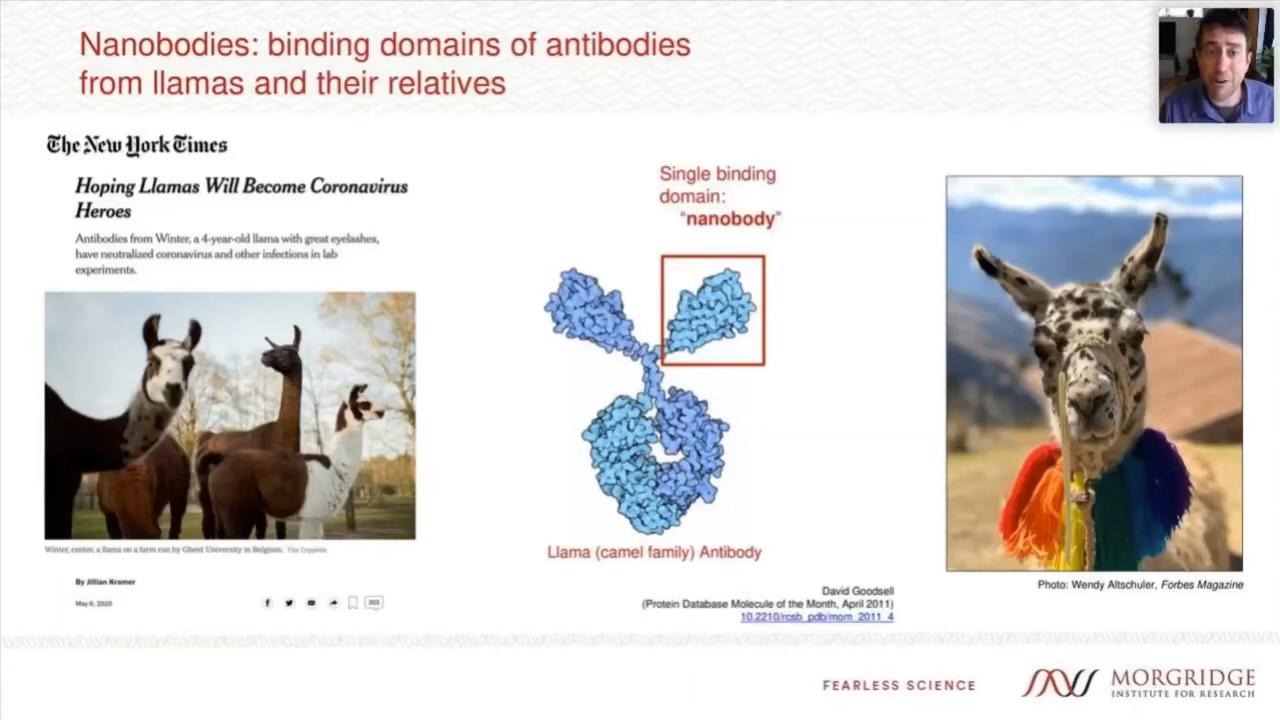 Nanobodies: binding domains of antibodies
from llamas and their relatives
The New York Times
Hoping Llamas Will Become Coronavirus
Heroes
Antibodies from Winter, a 4-year-old llama with great eyelashes,
have neutralized coronavirus and other infections in lab
experiments.
Winter, center, a llama on a farm run by Ghent University in Belgium. Tim Coppens
By Jillian Kramer
May 6, 2020
353
Single binding
domain:
"nanobody"
Llama (camel family) Antibody
David Goodsell
(Protein Database Molecule of the Month, April 2011)
10.2210/rcsb_pdb/mom_2011_4
Photo: Wendy Altschuler, Forbes Magazine
FEARLESS SCIENCE
MORGRIDGE
INSTITUTE FOR RESEARCH